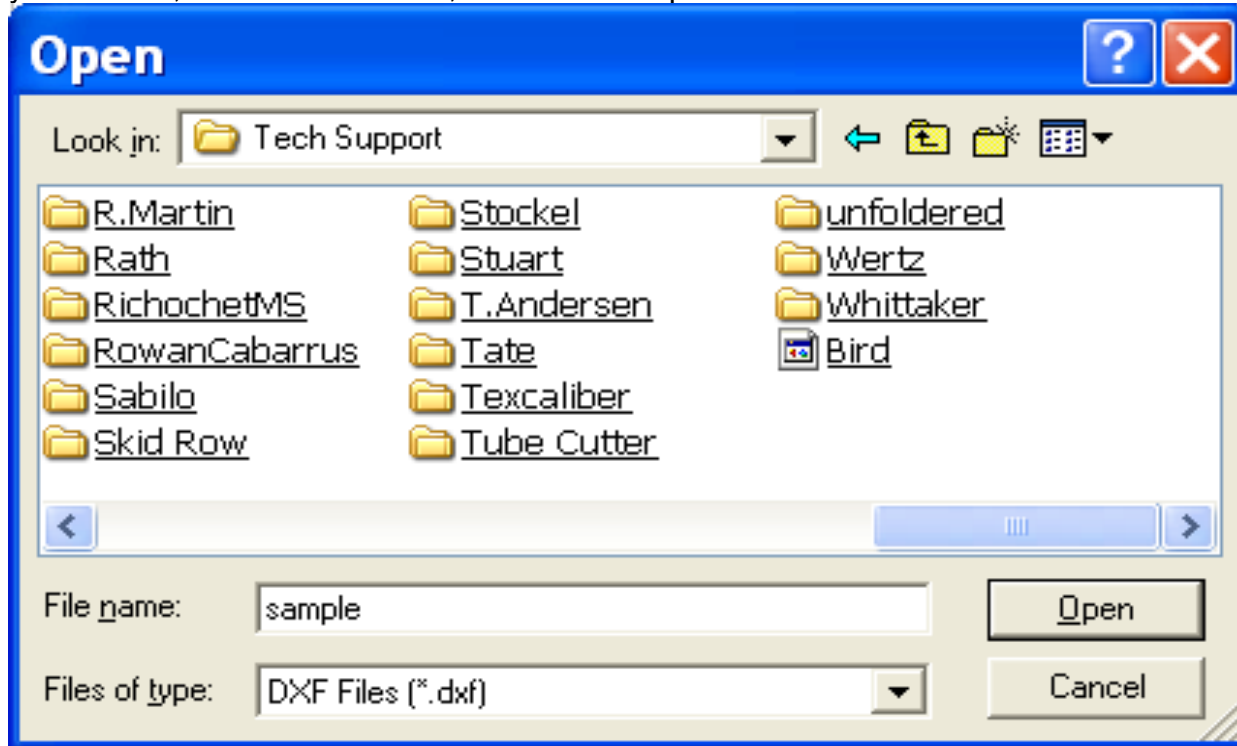 Open
Look in: Tech Support
R.Martin Stockel unfoldered
Rath Stuart Wertz
RichochetMS T.Andersen Whittaker
RowanCabarrus Tate Bird
Sabilo Texcaliber
Skid Row Tube Cutter
File name: sample Open
Files of type: DXF Files (*.dxf) Cancel